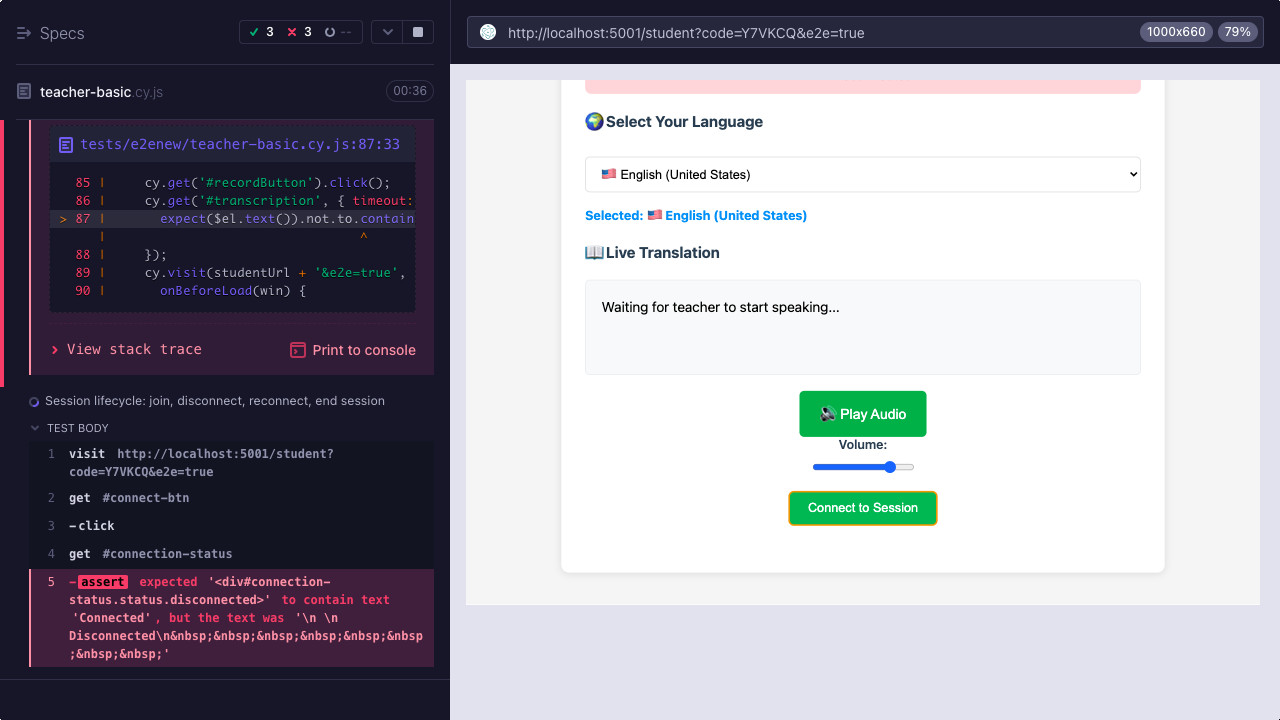 Specs
3 3 --
teacher-basic.cy.js 00:36
tests/e2enew/teacher-basic.cy.js:87:33
85 | cy.get('#recordButton').click();
86 | cy.get('#transcription', { timeout:
> 87 | expect($el.text()).not.to.contain
| ^
88 | });
89 | cy.visit(studentUrl + '&e2e=true',
90 | onBeforeLoad(win) {
View stack trace
Print to console
Session lifecycle: join, disconnect, reconnect, end session
TEST BODY
1 visit http://localhost:5001/student?
code=Y7VKCQ&e2e=true
2 get #connect-btn
3 -click
4 get #connection-status
5 -assert expected '<div#connection-
status.status.disconnected>' to contain text
'Connected', but the text was '\n \n
Disconnected\n&nbsp;&nbsp;&nbsp;&nbsp;&nbsp;&nbsp
;&nbsp;&nbsp;'
http://localhost:5001/student?code=Y7VKCQ&e2e=true
1000x660 79%
🌍Select Your Language
🇺🇸 English (United States)
Selected: 🇺🇸 English (United States)
📖Live Translation
Waiting for teacher to start speaking...
🔊 Play Audio
Volume:
Connect to Session